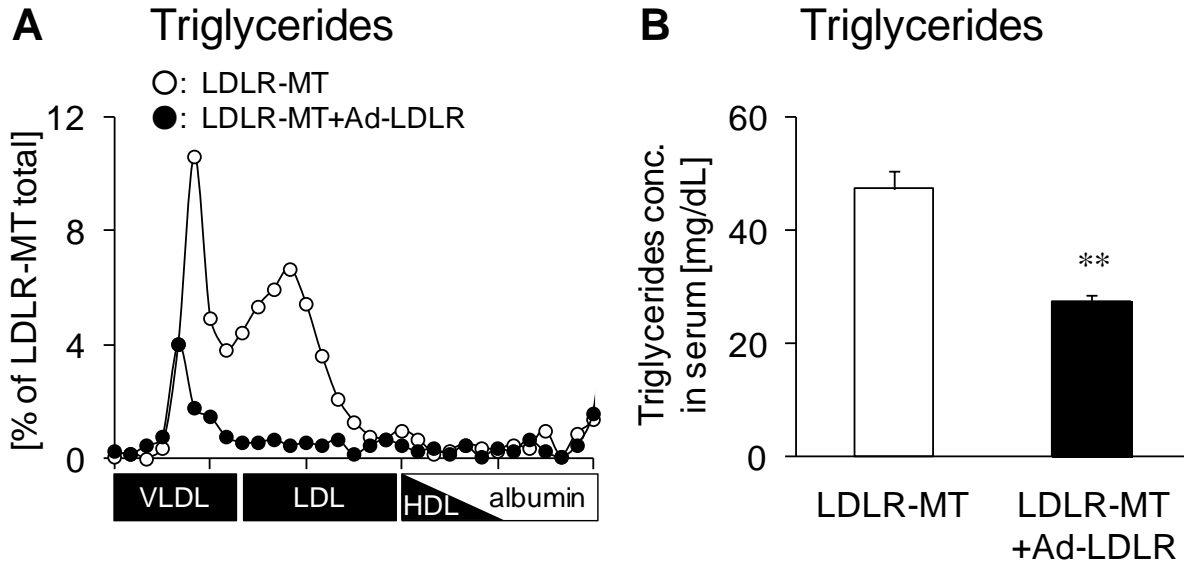 A Triglycerides
○: LDLR-MT
●: LDLR-MT+Ad-LDLR
[% of LDLR-MT total]
12
8
4
0
VLDL LDL HDL albumin
B Triglycerides
Triglycerides conc.
in serum [mg/dL]
60
40
20
0
**
LDLR-MT
LDLR-MT
+Ad-LDLR